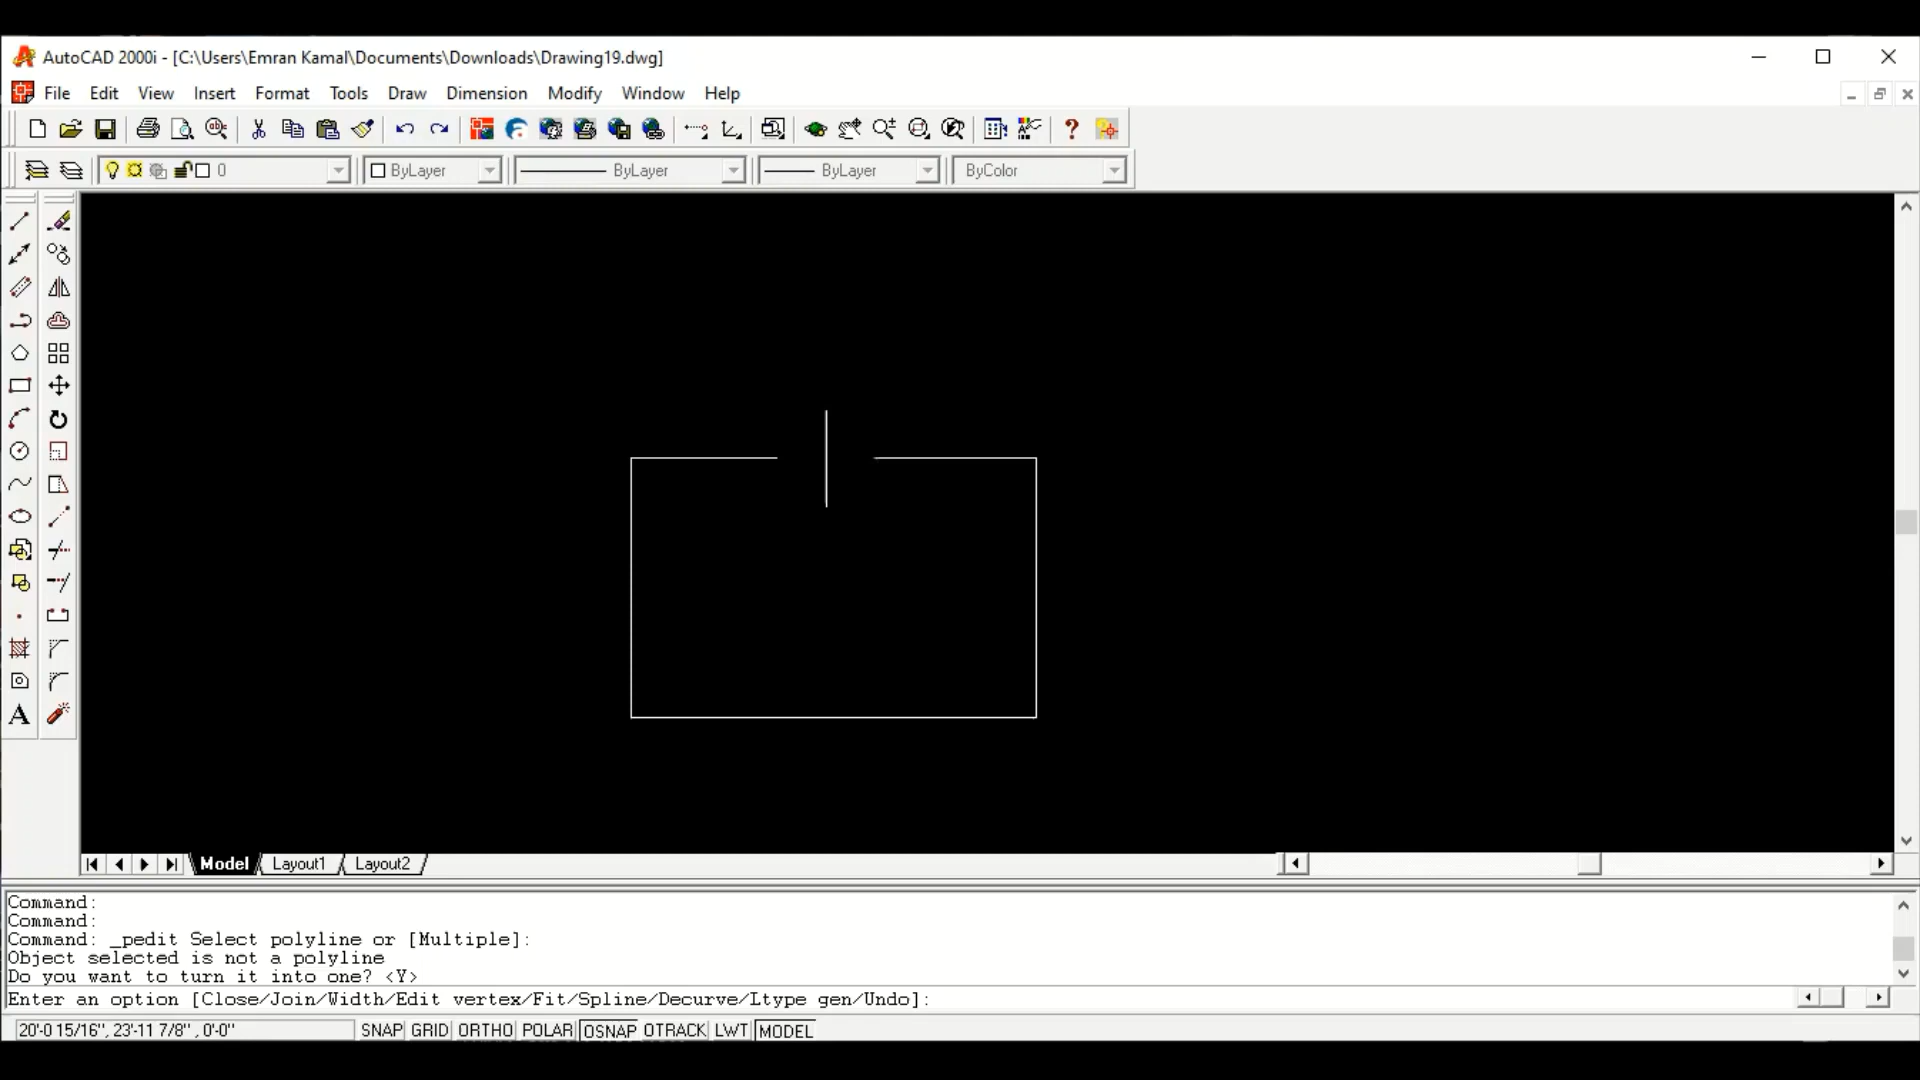 AutoCAD 2000i - [C:\Users\Emran Kamal\Documents\Downloads\Drawing19.dwg]
File Edit View Insert Format Tools Draw Dimension Modify Window Help
0 ByLayer ByLayer ByLayer ByColor
A
Model Layout1 Layout2
Command:
Command:
Command: _pedit Select polyline or [Multiple]:
Object selected is not a polyline
Do you want to turn it into one? <Y>
Enter an option [Close/Join/Width/Edit vertex/Fit/Spline/Decurve/Ltype gen/Undo]:
20'-0 15/16", 23'-11 7/8" , 0'-0" SNAP GRID ORTHO POLAR OSNAP OTRACK LWT MODEL